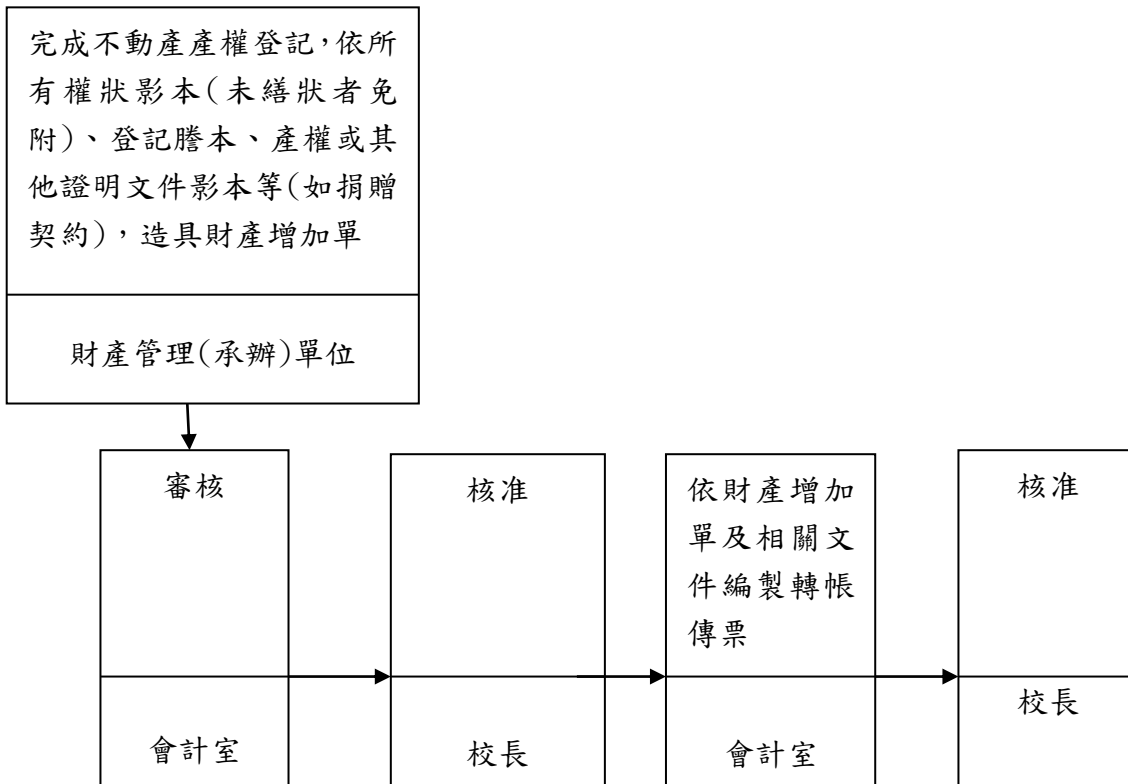 完成不動產產權登記，依所
有權狀影本(未繕狀者免
附)、登記謄本、產權或其
他證明文件影本等(如捐贈
契約)，造具財產增加單
財產管理(承辦)單位
審核
會計室
核准
校長
依財產增加
單及相關文
件編製轉帳
傳票
會計室
核准
校長